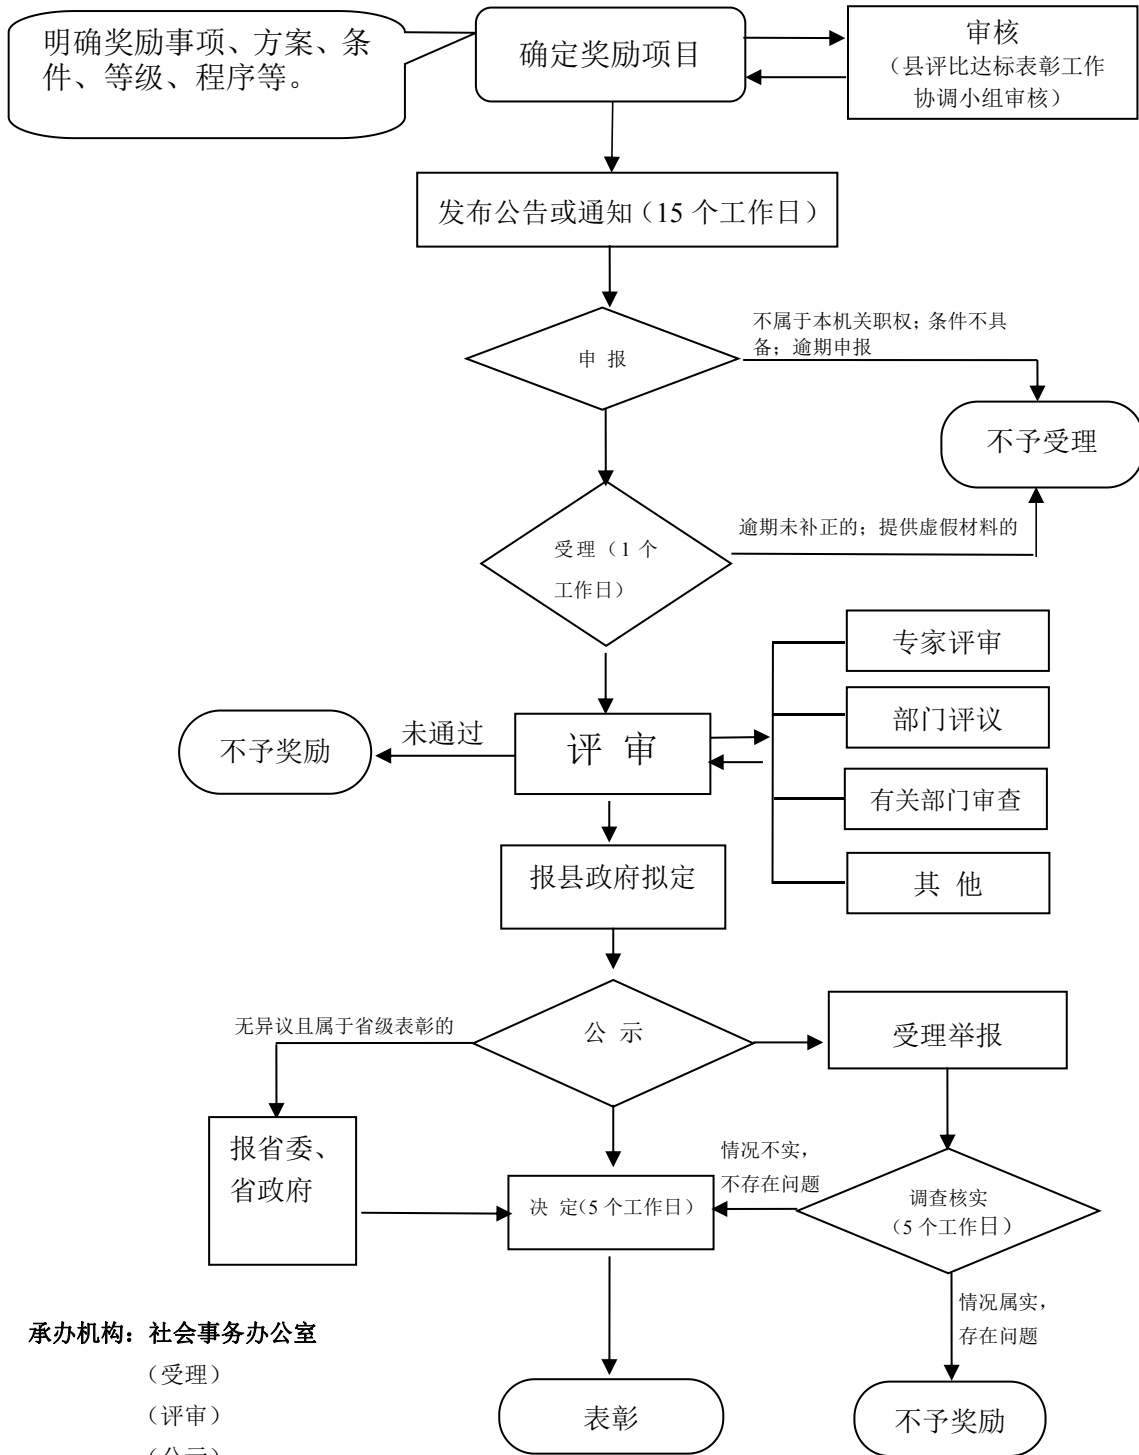 明确奖励事项、方案、条
件、等级、程序等。
确定奖励项目
审核
（县评比达标表彰工作
协调小组审核）
发布公告或通知（15 个工作日）
申 报
不属于本机关职权；条件不具
备；逾期申报
不予受理
受理（1 个
工作日）
逾期未补正的；提供虚假材料的
专家评审
部门评议
有关部门审查
其 他
评 审
未通过
不予奖励
报县政府拟定
公 示
无异议且属于省级表彰的
受理举报
报省委、
省政府
决 定（5 个工作日）
情况不实，
不存在问题
调查核实
（5 个工作日）
情况属实，
存在问题
承办机构：社会事务办公室
（受理）
（评审）
（公示）
表彰
不予奖励